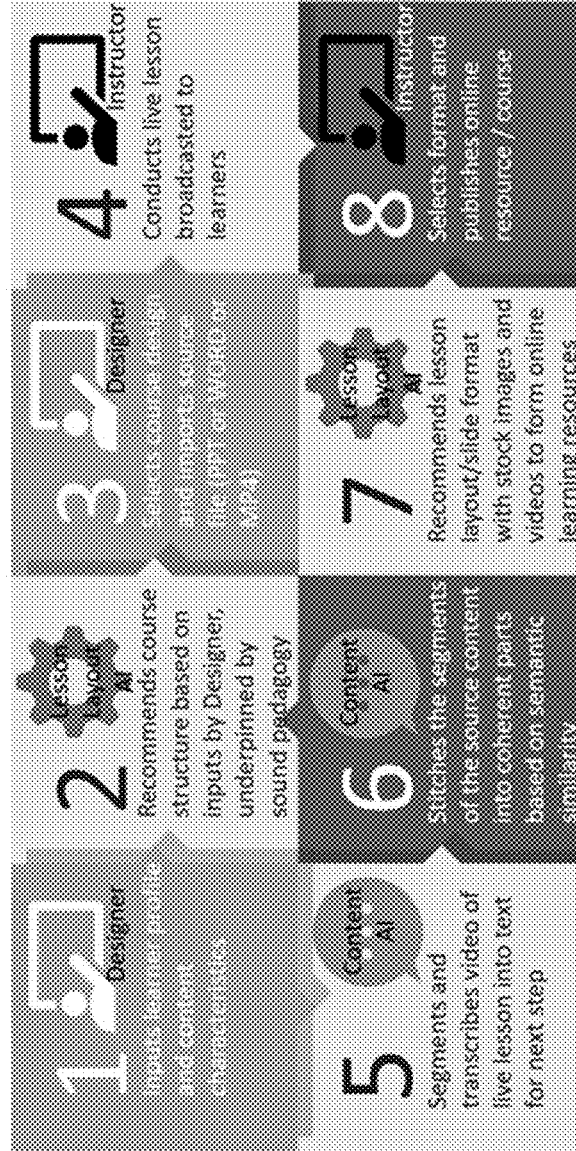 1
Designer
Inputs learner profile
and content
characteristics
2
Lesson
Layout
AI
Recommends course
structure based on
inputs by Designer,
underpinned by
sound pedagogy
3
Designer
Selects course design
and imports source
file (PPT or WORD or
MP4)
4
Instructor
Conducts live lesson
broadcasted to
learners
5
Content
AI
Segments and
transcribes video of
live lesson into text
for next step
6
Content
AI
Stitches the segments
of the source content
into coherent parts
based on semantic
similarity
7
Lesson
Layout
AI
Recommends lesson
layout/slide format
with stock images and
videos to form online
learning resources
8
Instructor
Selects format and
publishes online
resource / course